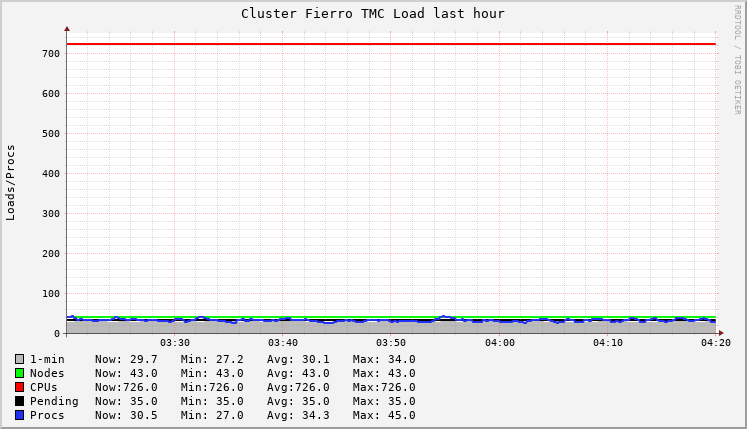 Cluster Fierro TMC Load last hour
RRDTOOL / TOBI OETIKER
Loads/Procs
700
600
500
400
300
200
100
0
03:30 03:40 03:50 04:00 04:10 04:20
1-min Now: 29.7 Min: 27.2 Avg: 30.1 Max: 34.0
Nodes Now: 43.0 Min: 43.0 Avg: 43.0 Max: 43.0
CPUs Now:726.0 Min:726.0 Avg:726.0 Max:726.0
Pending Now: 35.0 Min: 35.0 Avg: 35.0 Max: 35.0
Procs Now: 30.5 Min: 27.0 Avg: 34.3 Max: 45.0